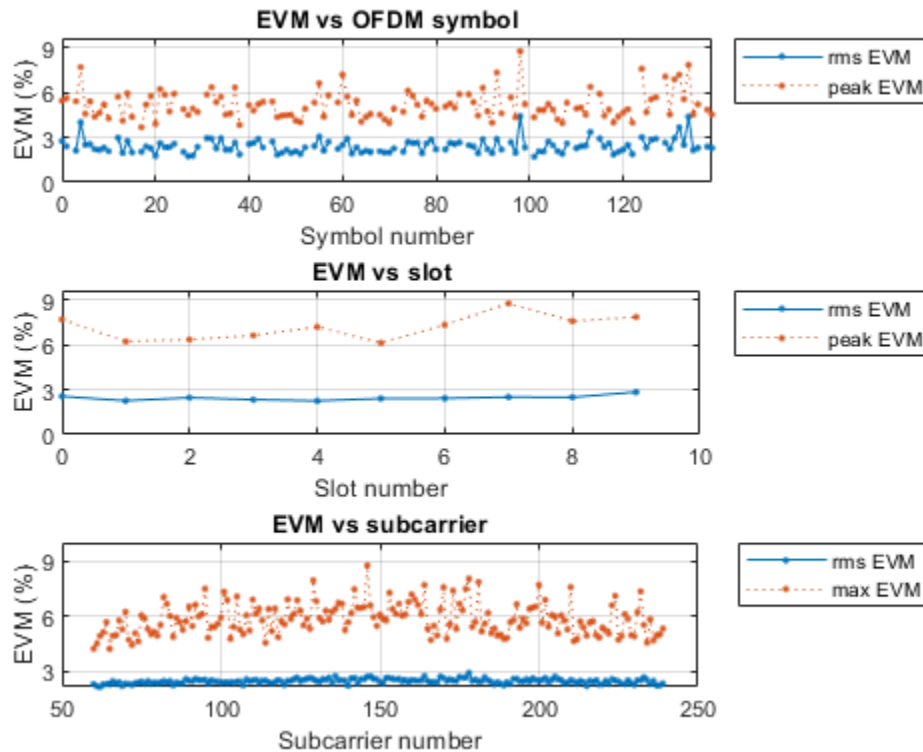 EVM vs OFDM symbol
9
6
3
0
EVM (%)
0 20 40 60 80 100 120
Symbol number
rms EVM
peak EVM
EVM vs slot
9
6
3
0
EVM (%)
0 2 4 6 8 10
Slot number
rms EVM
peak EVM
EVM vs subcarrier
9
6
3
EVM (%)
50 100 150 200 250
Subcarrier number
rms EVM
max EVM